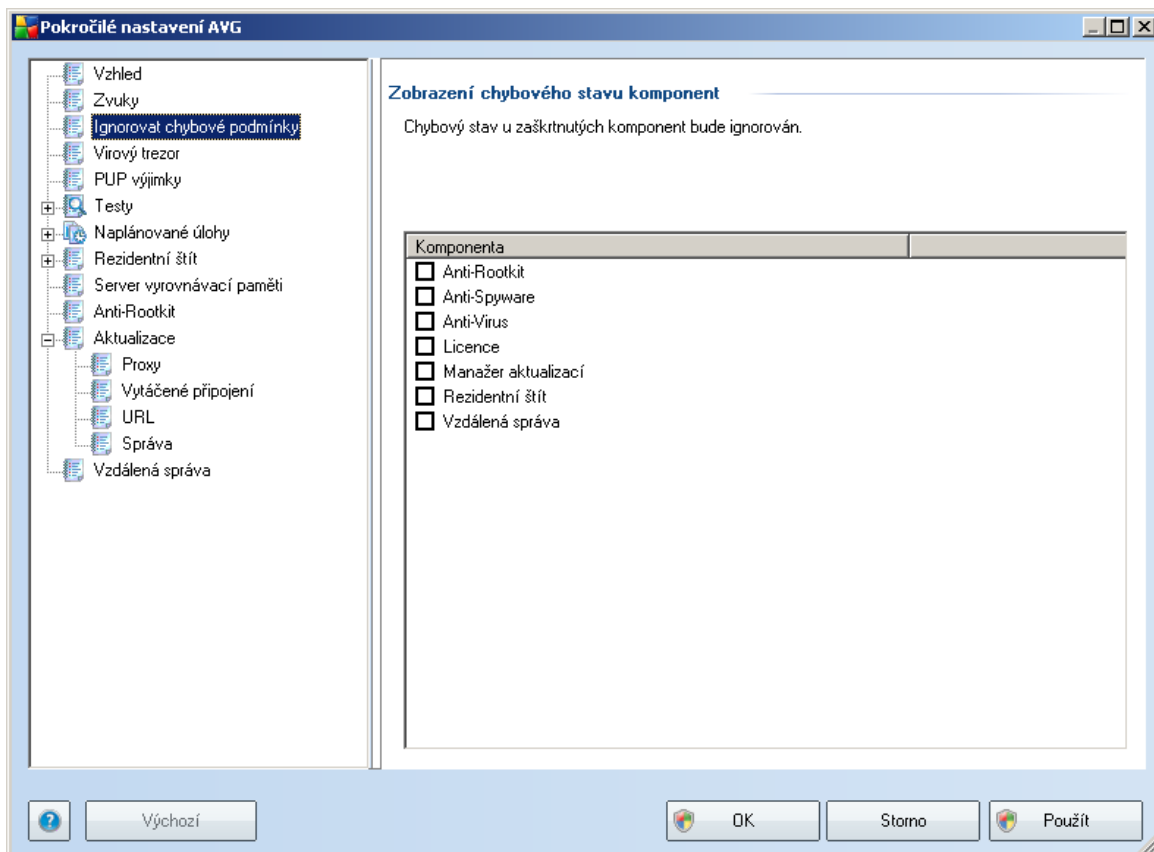 Pokročilé nastavení AVG
Vzhled
Zvuky
Ignorovat chybové podmínky
Virový trezor
PUP výjimky
Testy
Naplánované úlohy
Rezidentní štít
Server vyrovnávací paměti
Anti-Rootkit
Aktualizace
Proxy
Vytáčené připojení
URL
Správa
Vzdálená správa
Zobrazení chybového stavu komponent
Chybový stav u zaškrtnutých komponent bude ignorován.
Komponenta
Anti-Rootkit
Anti-Spyware
Anti-Virus
Licence
Manažer aktualizací
Rezidentní štít
Vzdálená správa
Výchozí
OK
Storno
Použít